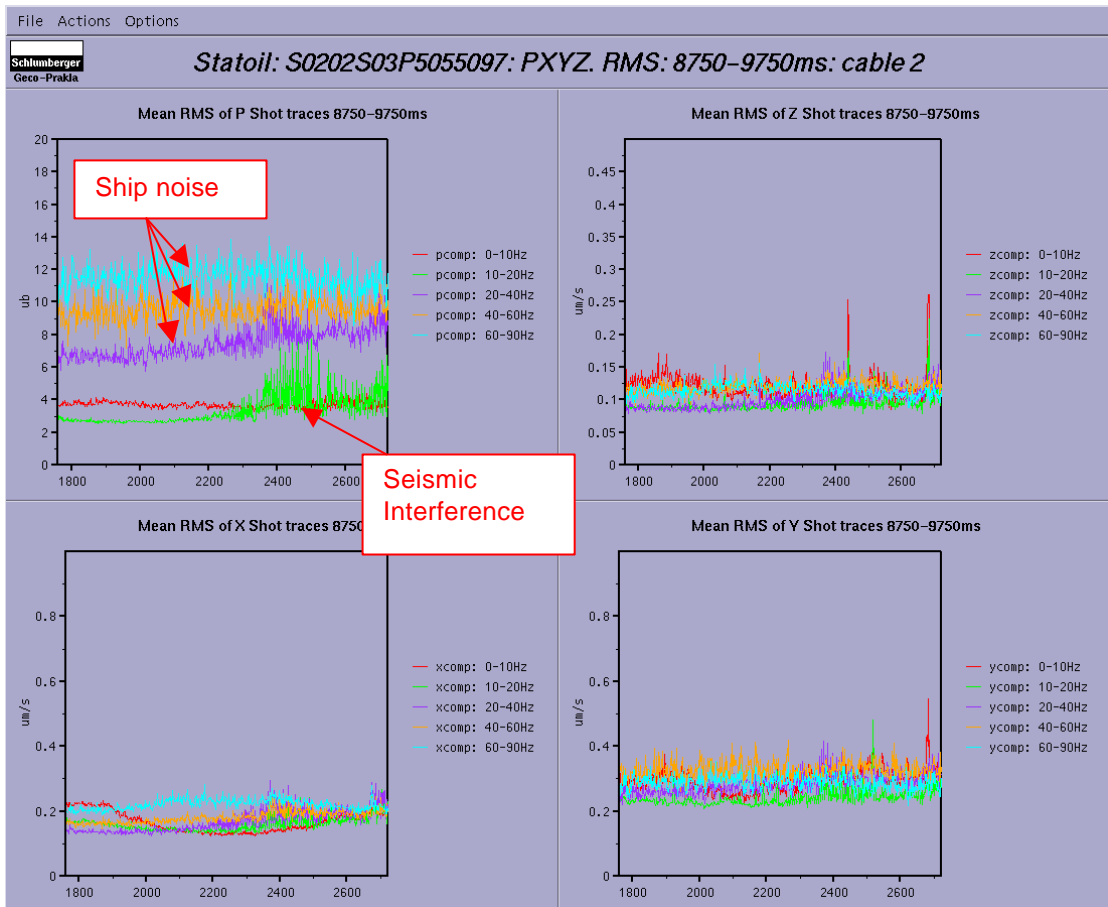 File Actions Options
Schlumberger
Geco-Prakla
Statoil: S0202S03P5055097: PXYZ. RMS: 8750-9750ms: cable 2
Mean RMS of P Shot traces 8750-9750ms
20
18
16
14
12
10
8
6
4
2
0
ub
1800 2000 2200 2400 2600
Ship noise
Seismic
Interference
pcomp: 0-10Hz
pcomp: 10-20Hz
pcomp: 20-40Hz
pcomp: 40-60Hz
pcomp: 60-90Hz
Mean RMS of Z Shot traces 8750-9750ms
0.45
0.4
0.35
0.3
0.25
0.2
0.15
0.1
0.05
0
um/s
1800 2000 2200 2400 2600
zcomp: 0-10Hz
zcomp: 10-20Hz
zcomp: 20-40Hz
zcomp: 40-60Hz
zcomp: 60-90Hz
Mean RMS of X Shot traces 8750
0.8
0.6
0.4
0.2
0
um/s
1800 2000 2200 2400 2600
xcomp: 0-10Hz
xcomp: 10-20Hz
xcomp: 20-40Hz
xcomp: 40-60Hz
xcomp: 60-90Hz
Mean RMS of Y Shot traces 8750-9750ms
0.8
0.6
0.4
0.2
0
um/s
1800 2000 2200 2400 2600
ycomp: 0-10Hz
ycomp: 10-20Hz
ycomp: 20-40Hz
ycomp: 40-60Hz
ycomp: 60-90Hz